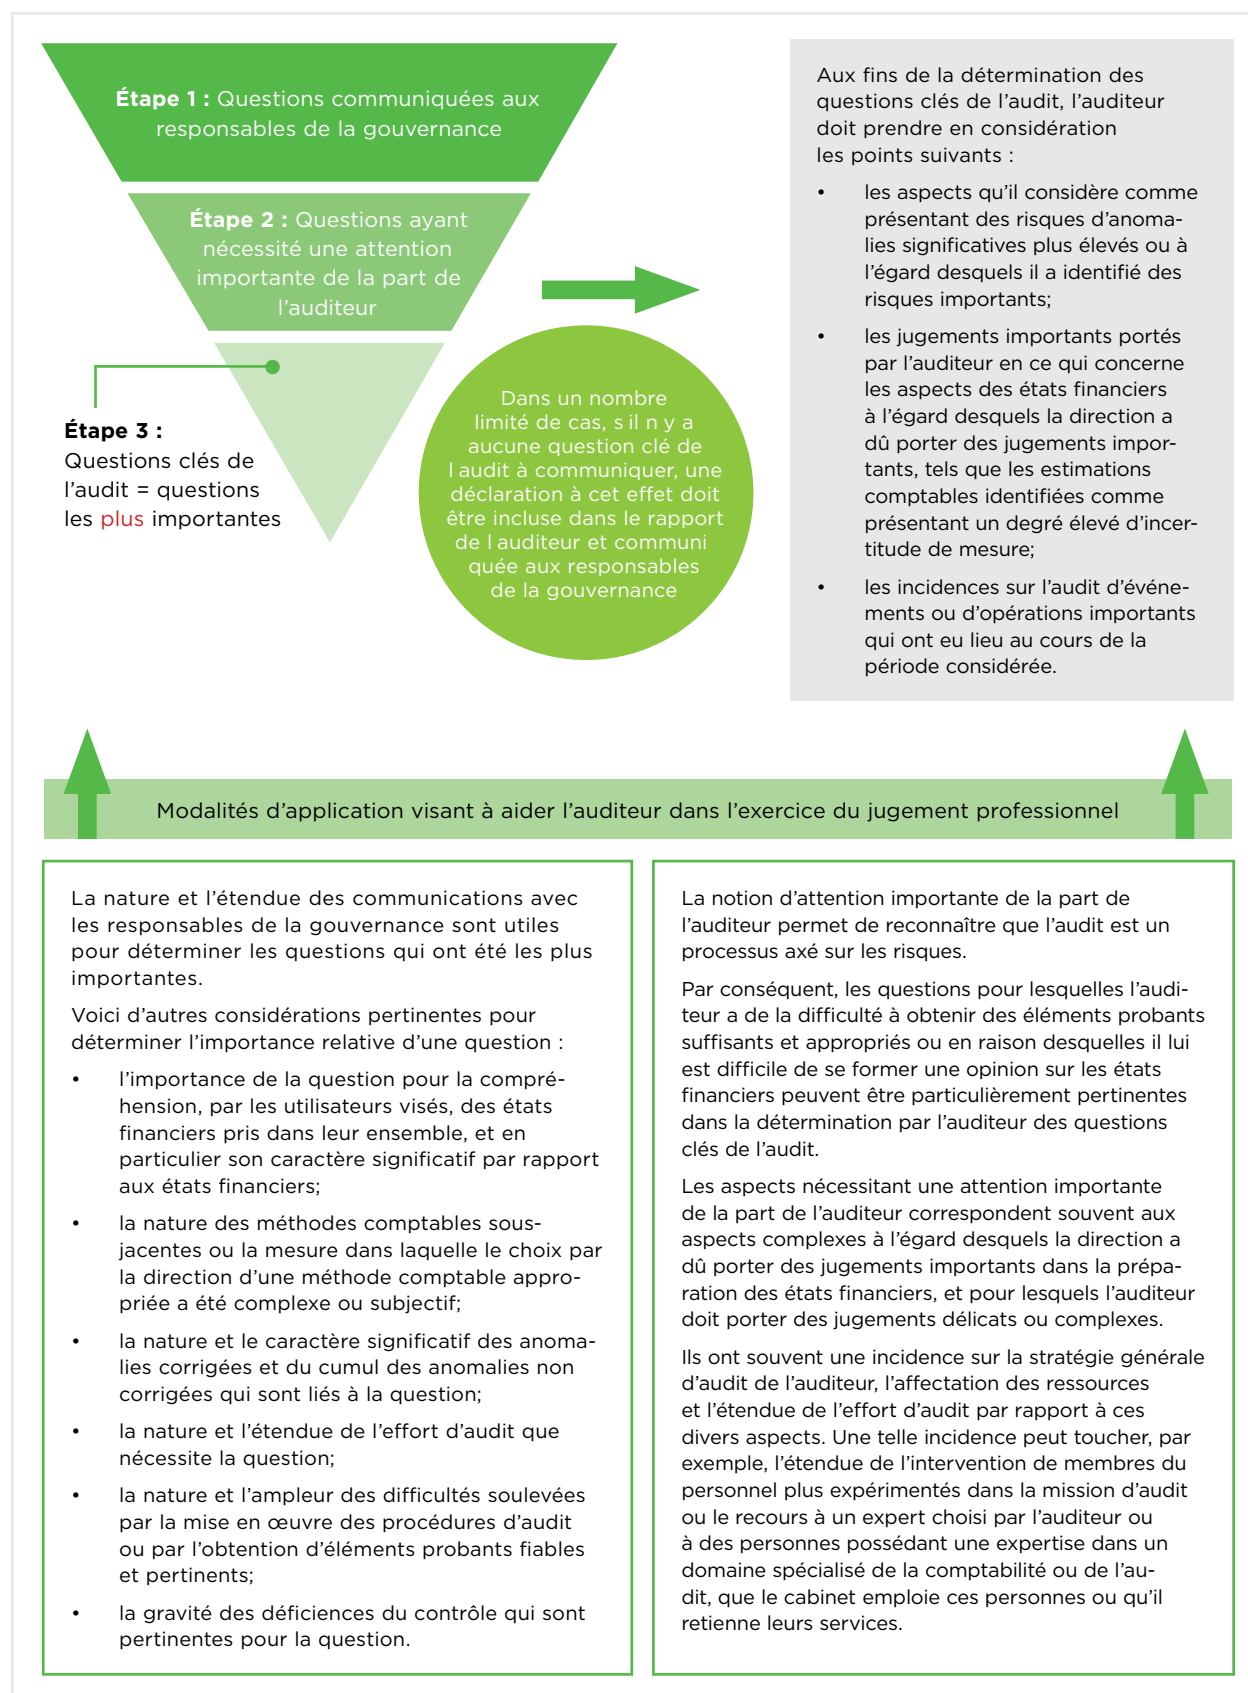 Étape 1 : Questions communiquées aux
responsables de la gouvernance
Étape 2 : Questions ayant
nécessité une attention
importante de la part de
l’auditeur
Étape 3 :
Questions clés de
l’audit = questions
les plus importantes
Dans un nombre
limité de cas, s il n y a
aucune question clé de
l audit à communiquer, une
déclaration à cet effet doit
être incluse dans le rapport
de l auditeur et communi
quée aux responsables
de la gouvernance
Aux fins de la détermination des
questions clés de l’audit, l’auditeur
doit prendre en considération
les points suivants :
• les aspects qu’il considère comme
présentant des risques d’anoma-
lies significatives plus élevés ou à
l’égard desquels il a identifié des
risques importants;
• les jugements importants portés
par l’auditeur en ce qui concerne
les aspects des états financiers
à l’égard desquels la direction a
dû porter des jugements impor-
tants, tels que les estimations
comptables identifiées comme
présentant un degré élevé d’incer-
titude de mesure;
• les incidences sur l’audit d’événe-
ments ou d’opérations importants
qui ont eu lieu au cours de la
période considérée.
Modalités d’application visant à aider l’auditeur dans l’exercice du jugement professionnel
La nature et l’étendue des communications avec
les responsables de la gouvernance sont utiles
pour déterminer les questions qui ont été les plus
importantes.
Voici d’autres considérations pertinentes pour
déterminer l’importance relative d’une question :
• l’importance de la question pour la compré-
hension, par les utilisateurs visés, des états
financiers pris dans leur ensemble, et en
particulier son caractère significatif par rapport
aux états financiers;
• la nature des méthodes comptables sous-
jacentes ou la mesure dans laquelle le choix par
la direction d’une méthode comptable appro-
priée a été complexe ou subjectif;
• la nature et le caractère significatif des anoma-
lies corrigées et du cumul des anomalies non
corrigées qui sont liés à la question;
• la nature et l’étendue de l’effort d’audit que
nécessite la question;
• la nature et l’ampleur des difficultés soulevées
par la mise en œuvre des procédures d’audit
ou par l’obtention d’éléments probants fiables
et pertinents;
• la gravité des déficiences du contrôle qui sont
pertinentes pour la question.
La notion d’attention importante de la part de
l’auditeur permet de reconnaître que l’audit est un
processus axé sur les risques.
Par conséquent, les questions pour lesquelles l’audi-
teur a de la difficulté à obtenir des éléments probants
suffisants et appropriés ou en raison desquelles il lui
est difficile de se former une opinion sur les états
financiers peuvent être particulièrement pertinentes
dans la détermination par l’auditeur des questions
clés de l’audit.
Les aspects nécessitant une attention importante
de la part de l’auditeur correspondent souvent aux
aspects complexes à l’égard desquels la direction a
dû porter des jugements importants dans la prépa-
ration des états financiers, et pour lesquels l’auditeur
doit porter des jugements délicats ou complexes.
Ils ont souvent une incidence sur la stratégie générale
d’audit de l’auditeur, l’affectation des ressources
et l’étendue de l’effort d’audit par rapport à ces
divers aspects. Une telle incidence peut toucher, par
exemple, l’étendue de l’intervention de membres du
personnel plus expérimentés dans la mission d’audit
ou le recours à un expert choisi par l’auditeur ou
à des personnes possédant une expertise dans un
domaine spécialisé de la comptabilité ou de l’au-
dit, que le cabinet emploie ces personnes ou qu’il
retienne leurs services.